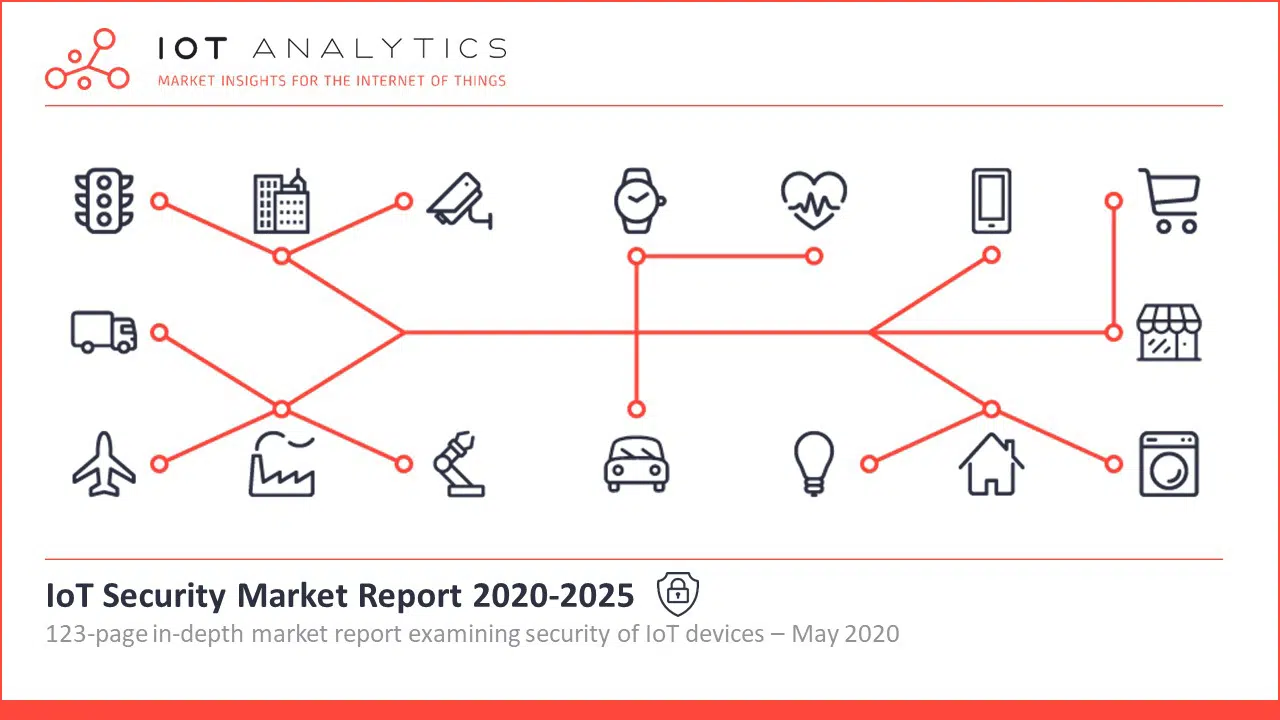 IOT ANALYTICS
MARKET INSIGHTS FOR THE INTERNET OF THINGS
IoT Security Market Report 2020-2025
123-page in-depth market report examining security of IoT devices – May 2020